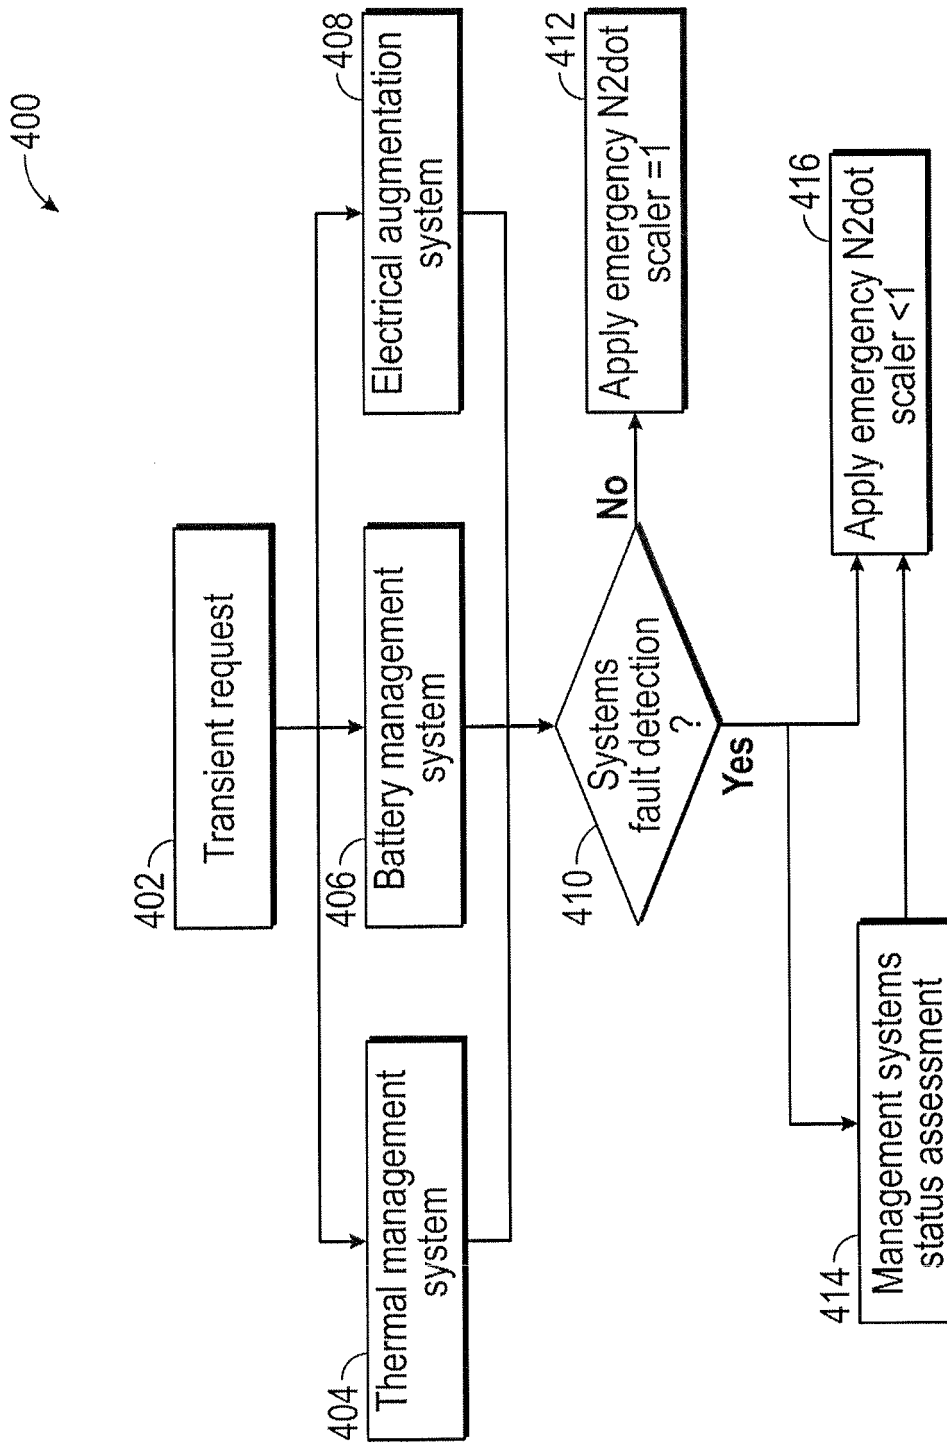 400
402
Transient request
404
Thermal management
system
406
Battery management
system
408
Electrical augmentation
system
410
Systems
fault detection
?
No
412
Apply emergency N2dot
scaler =1
Yes
414
Management systems
status assessment
416
Apply emergency N2dot
scaler <1